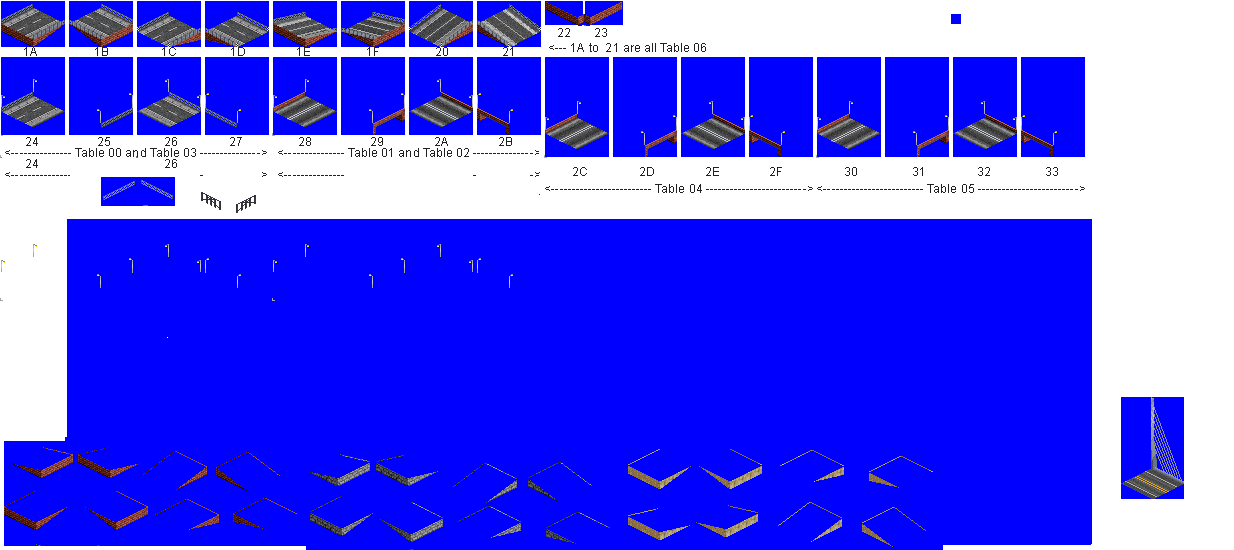 22 23
1A 1B 1C 1D 1E 1F 20 21
<--- 1A to 21 are all Table 06
24 25 26 27 28 29 2A 2B
<---------------- Table 00 and Table 03 ----------------> <---------------- Table 01 and Table 02 ---------------->
24 26
2C 2D 2E 2F 30 31 32 33
<---------------------------- Table 04 ----------------------------><---------------------------- Table 05 ---------------------------->